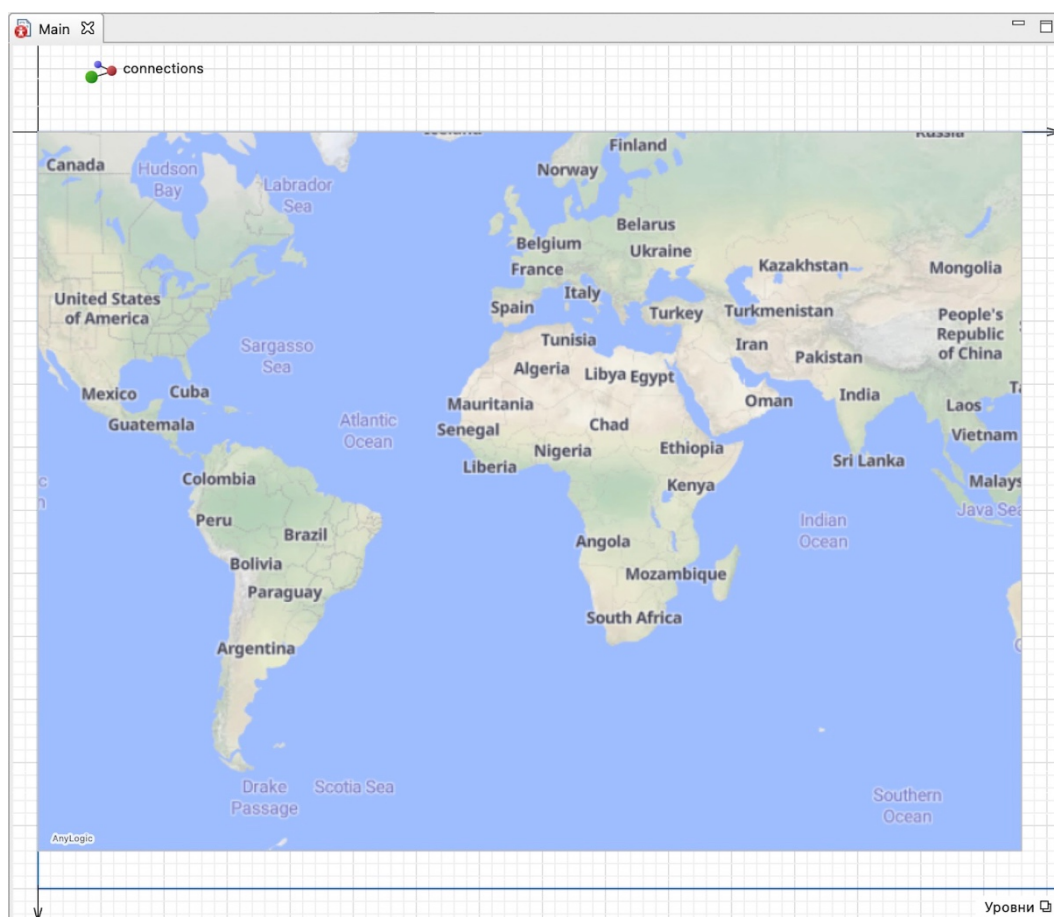 Main
connections
Russia
Finland
Canada
Hudson
Bay
Norway
Labrador
Sea
Belarus
Belgium
Ukraine
France
Kazakhstan
Mongolia
United States
of America
Spain
Italy
Turkey
Turkmenistan
People's
Republic
of China
Sargasso
Sea
Tunisia
Iran
Pakistan
Algeria
Libya
Egypt
Mexico
Cuba
India
Mauritania
Oman
Laos
Guatemala
Atlantic
Ocean
Senegal
Chad
Vietnam
Nigeria
Ethiopia
Liberia
Sri Lanka
Colombia
Kenya
Malays
Java Sea
Peru
Brazil
Indian
Ocean
Angola
Bolivia
Mozambique
Paraguay
South Africa
Argentina
Drake
Passage
Scotia Sea
Southern
Ocean
AnyLogic
Уровни